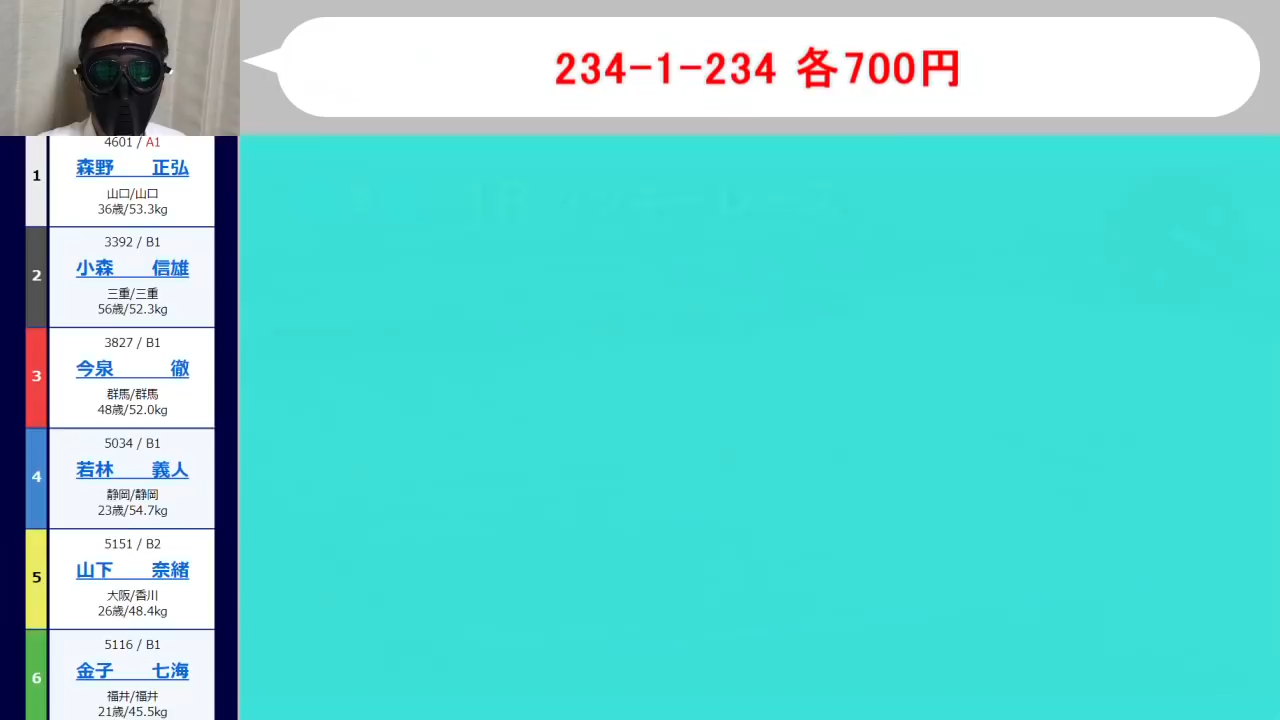 234-1-234 各700円
4601 / A1
1
森野 正弘
山口/山口
36歳/53.3kg
3392 / B1
2
小森 信雄
三重/三重
56歳/52.3kg
3827 / B1
3
今泉 徹
群馬/群馬
48歳/52.0kg
5034 / B1
4
若林 義人
静岡/静岡
23歳/54.7kg
5151 / B2
5
山下 奈緒
大阪/香川
26歳/48.4kg
5116 / B1
6
金子 七海
福井/福井
21歳/45.5kg